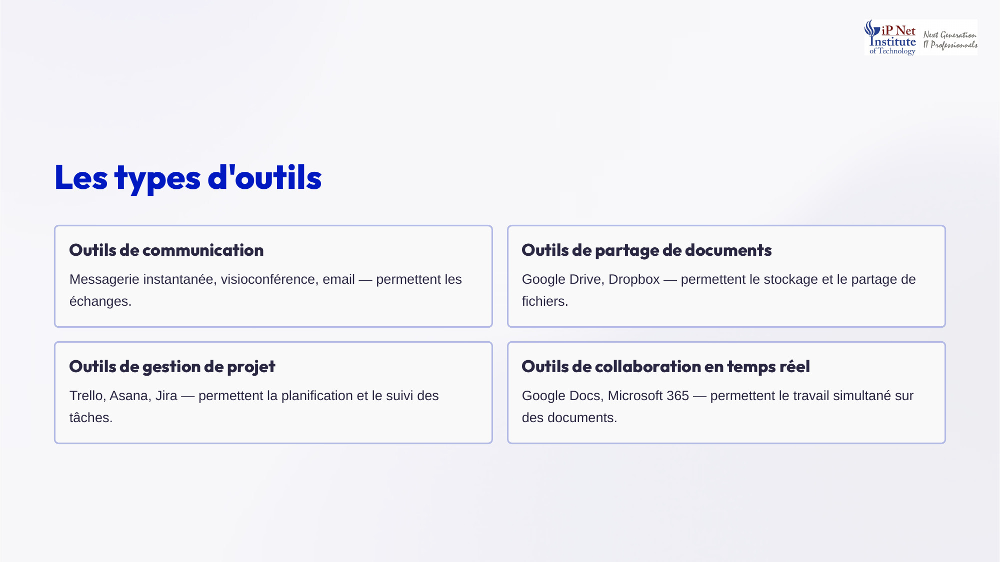 iP Net
Institute
of Technology
Next Generation
IT Professionnels
Les types d'outils
Outils de communication
Messagerie instantanée, visioconférence, email — permettent les
échanges.
Outils de partage de documents
Google Drive, Dropbox — permettent le stockage et le partage de
fichiers.
Outils de gestion de projet
Trello, Asana, Jira — permettent la planification et le suivi des
tâches.
Outils de collaboration en temps réel
Google Docs, Microsoft 365 — permettent le travail simultané sur
des documents.